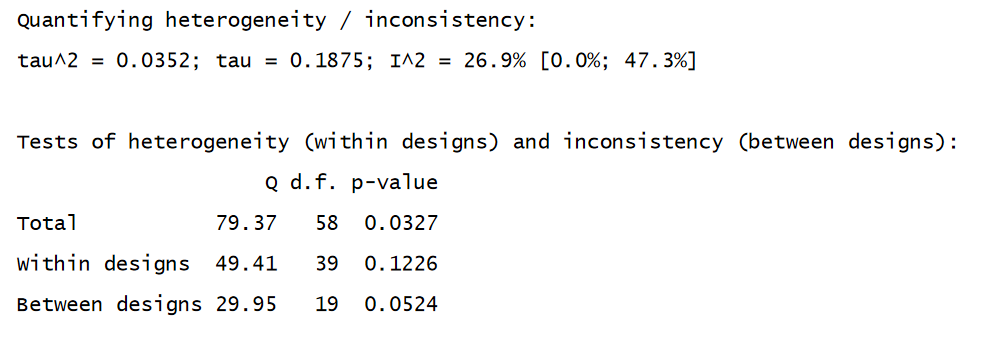 Quantifying heterogeneity / inconsistency:
tau^2 = 0.0352; tau = 0.1875; I^2 = 26.9% [0.0%; 47.3%]
Tests of heterogeneity (within designs) and inconsistency (between designs):
Q d.f. p-value
Total 79.37 58 0.0327
Within designs 49.41 39 0.1226
Between designs 29.95 19 0.0524